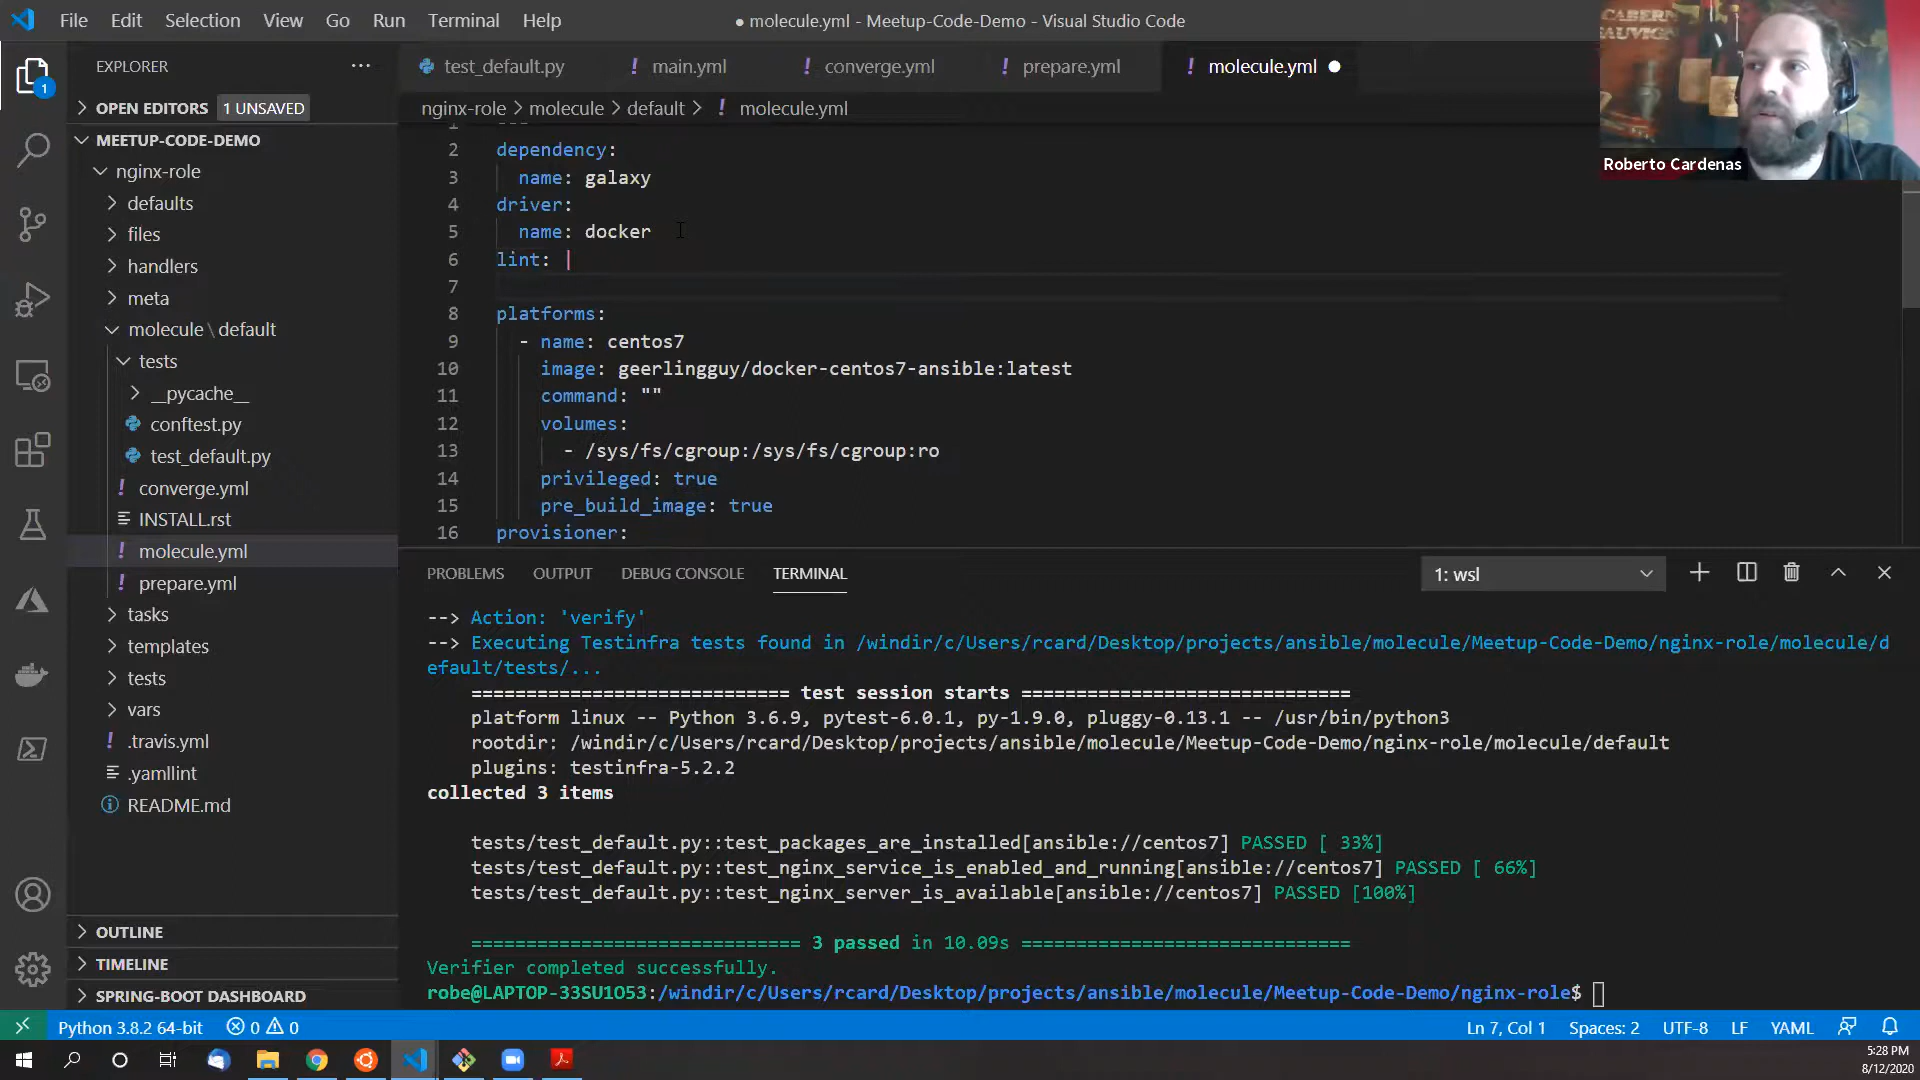 File Edit Selection View Go Run Terminal Help
● molecule.yml - Meetup-Code-Demo - Visual Studio Code
CABERN
SAUVIGN
Roberto Cardenas
EXPLORER ...
1
OPEN EDITORS 1 UNSAVED
MEETUP-CODE-DEMO
nginx-role
defaults
files
handlers
meta
molecule \ default
tests
__pycache__
conftest.py
test_default.py
! converge.yml
INSTALL.rst
! molecule.yml
! prepare.yml
tasks
templates
tests
vars
! .travis.yml
.yamllint
README.md
OUTLINE
TIMELINE
SPRING-BOOT DASHBOARD
test_default.py ! main.yml ! converge.yml ! prepare.yml ! molecule.yml ●
nginx-role > molecule > default > ! molecule.yml
1 ---
2 dependency:
3 name: galaxy
4 driver:
5 name: docker
6 lint: |
7
8 platforms:
9 - name: centos7
10 image: geerlingguy/docker-centos7-ansible:latest
11 command: ""
12 volumes:
13 - /sys/fs/cgroup:/sys/fs/cgroup:ro
14 privileged: true
15 pre_build_image: true
16 provisioner:
PROBLEMS OUTPUT DEBUG CONSOLE TERMINAL 1: wsl
--> Action: 'verify'
--> Executing Testinfra tests found in /windir/c/Users/rcard/Desktop/projects/ansible/molecule/Meetup-Code-Demo/nginx-role/molecule/d
efault/tests/...
============================= test session starts ==============================
platform linux -- Python 3.6.9, pytest-6.0.1, py-1.9.0, pluggy-0.13.1 -- /usr/bin/python3
rootdir: /windir/c/Users/rcard/Desktop/projects/ansible/molecule/Meetup-Code-Demo/nginx-role/molecule/default
plugins: testinfra-5.2.2
collected 3 items
tests/test_default.py::test_packages_are_installed[ansible://centos7] PASSED [ 33%]
tests/test_default.py::test_nginx_service_is_enabled_and_running[ansible://centos7] PASSED [ 66%]
tests/test_default.py::test_nginx_server_is_available[ansible://centos7] PASSED [100%]
============================== 3 passed in 10.09s ==============================
Verifier completed successfully.
robe@LAPTOP-33SU1O53:/windir/c/Users/rcard/Desktop/projects/ansible/molecule/Meetup-Code-Demo/nginx-role$
Python 3.8.2 64-bit 0 0 Ln 7, Col 1 Spaces: 2 UTF-8 LF YAML
5:28 PM
8/12/2020